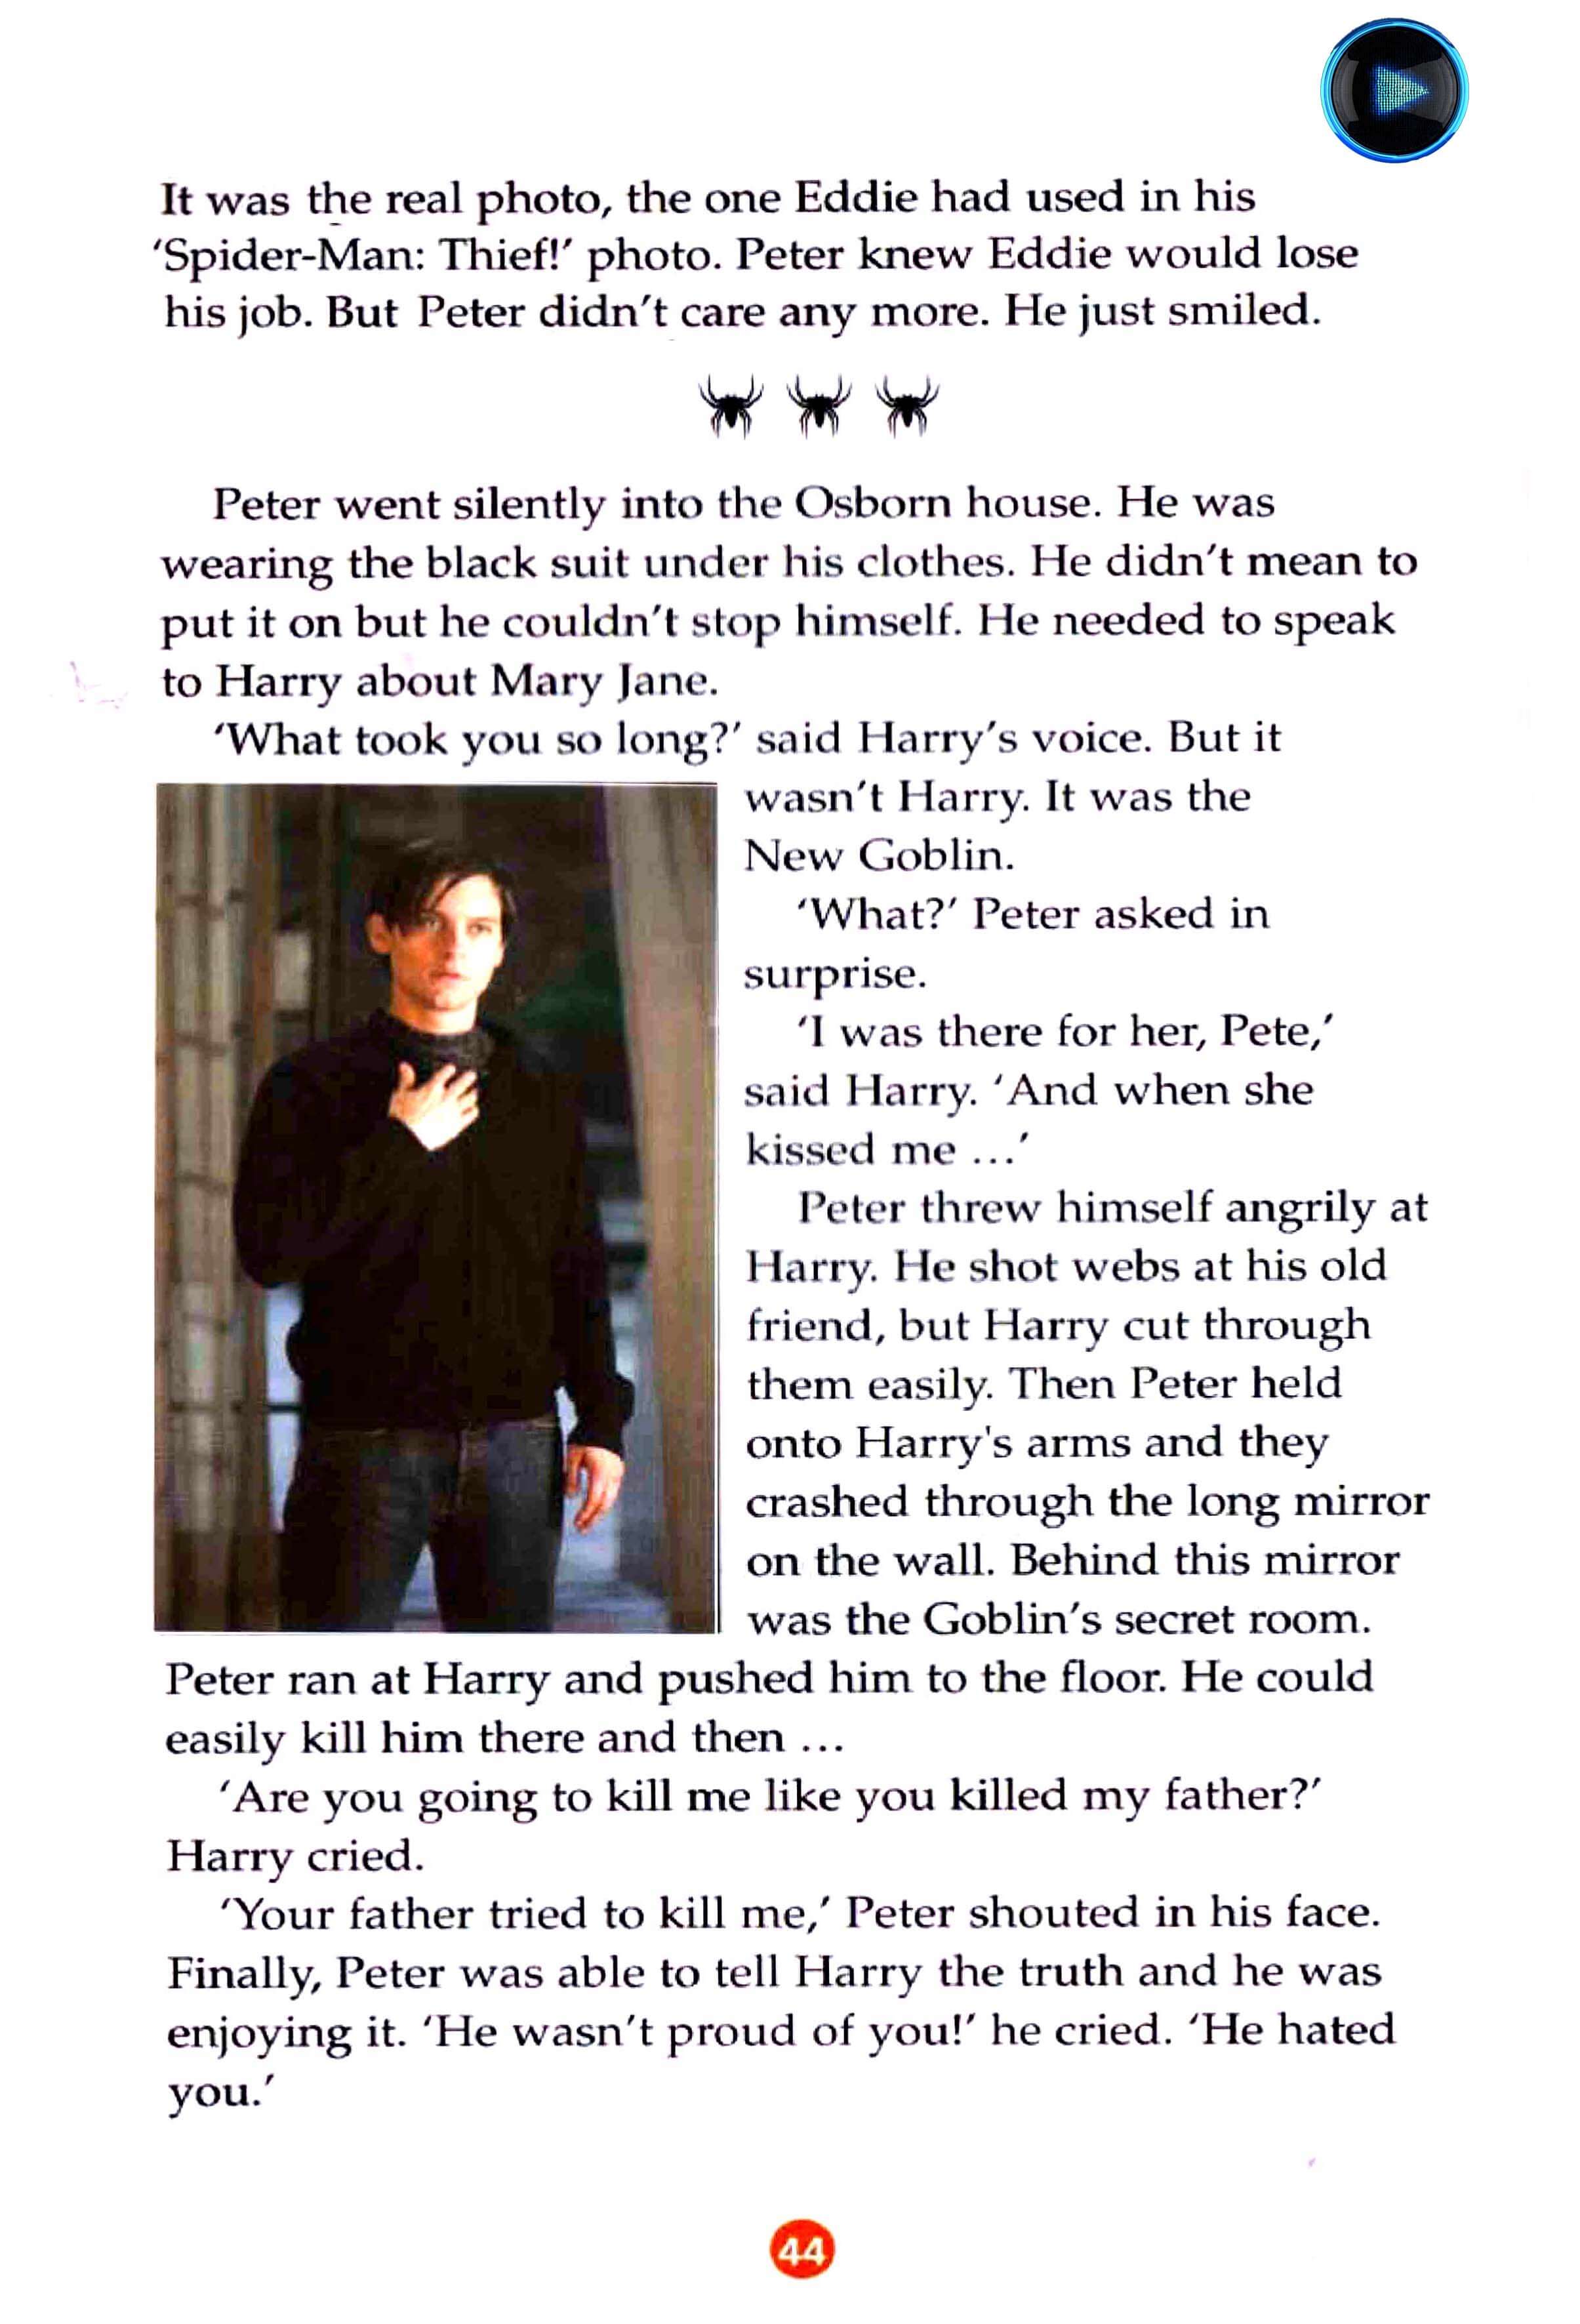 It was the real photo, the one Eddie had used in his
‘Spider-Man: Thief!’ photo. Peter knew Eddie would lose
his job. But Peter didn’t care any more. He just smiled.
Peter went silently into the Osborn house. He was
wearing the black suit under his clothes. He didn’t mean to
put it on but he couldn’t stop himself. He needed to speak
to Harry about Mary Jane.
‘What took you so long?’ said Harry’s voice. But it
wasn’t Harry. It was the
New Goblin.
‘What?’ Peter asked in
surprise.
‘I was there for her, Pete,’
said Harry. ‘And when she
kissed me ...’
Peter threw himself angrily at
Harry. He shot webs at his old
friend, but Harry cut through
them easily. Then Peter held
onto Harry's arms and they
crashed through the long mirror
on the wall. Behind this mirror
was the Goblin’s secret room.
Peter ran at Harry and pushed him to the floor. He could
easily kill him there and then ...
‘Are you going to kill me like you killed my father?’
Harry cried.
‘Your father tried to kill me,’ Peter shouted in his face.
Finally, Peter was able to tell Harry the truth and he was
enjoying it. ‘He wasn’t proud of you!’ he cried. ‘He hated
you.’
44